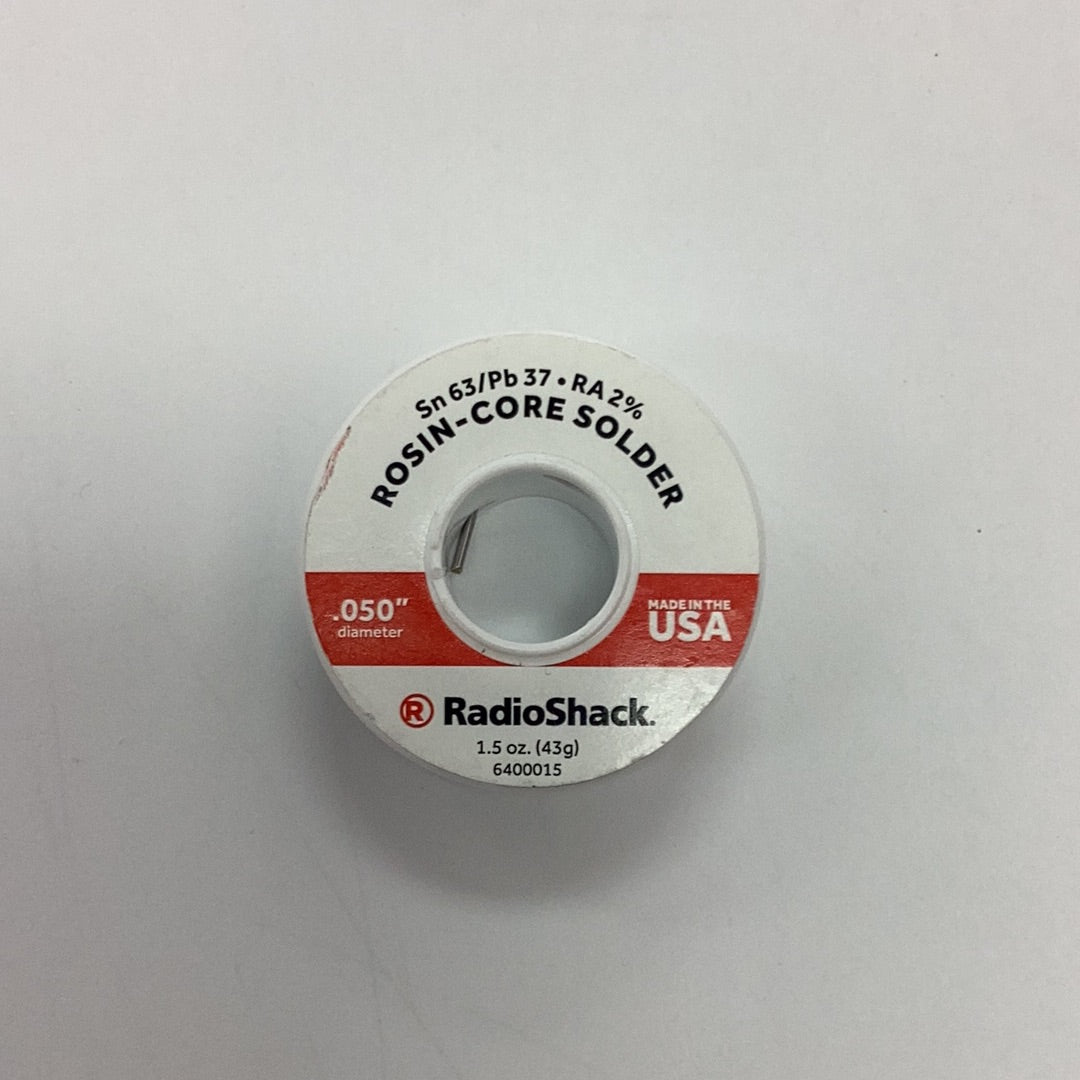 Sn 63/Pb 37 • RA 2%
ROSIN-CORE SOLDER
.050"
diameter
MADE IN THE
USA
R RadioShack.
1.5 oz. (43g)
6400015